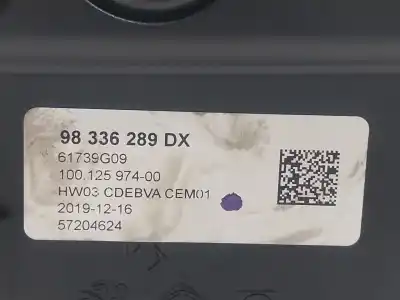 98 336 289 DX
61739G09
100.125 974-00
HW03 CDEBVA CEM01
2019-12-16
57204624